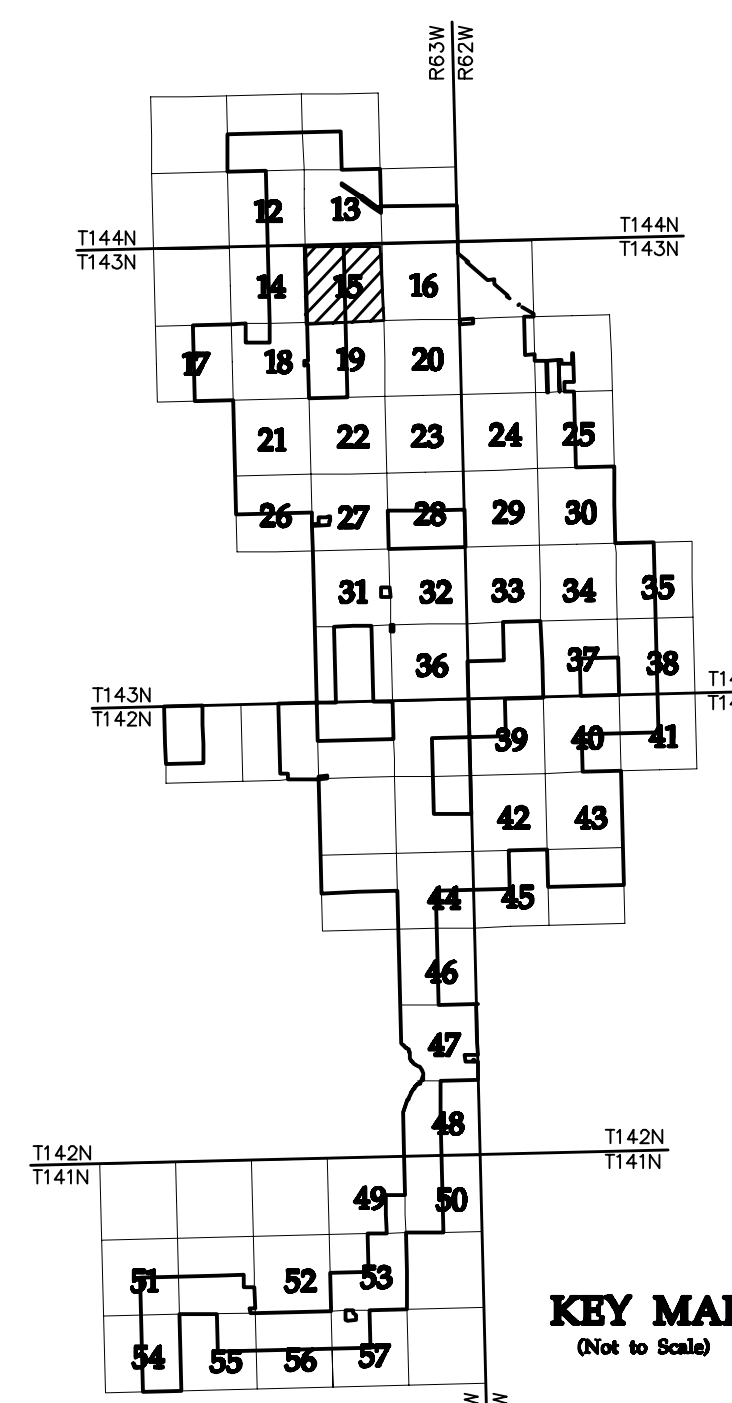 R63W
R62W
12 13
T144N T144N
T143N T143N
14 15 16
17 18 19 20
21 22 23 24 25
26 27 28 29 30
31 32 33 34 35
36 37 38
T143N
T142N
39 40 41
42 43
44 45
46
47
48
T142N T142N
T141N T141N
49 50
51 52 53
54 55 56 57
KEY MAP
(Not to Scale)